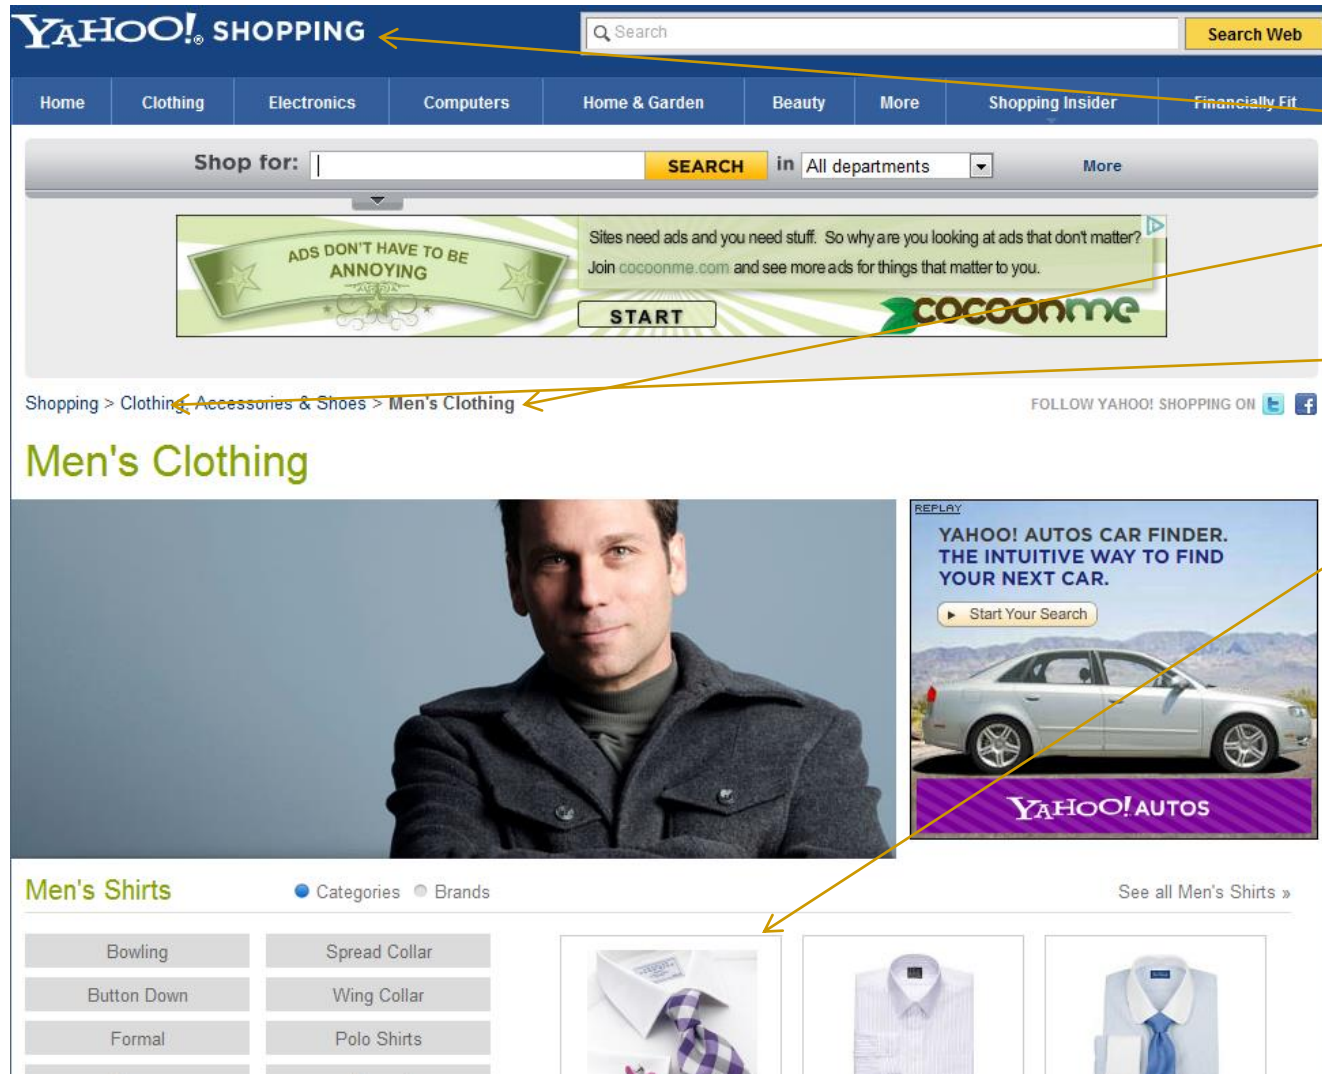 YAHOO!® SHOPPING
Search
Search Web
Home Clothing Electronics Computers Home & Garden Beauty More Shopping Insider Financially Fit
Shop for: SEARCH in All departments More
ADS DON'T HAVE TO BE
ANNOYING
Sites need ads and you need stuff. So why are you looking at ads that don't matter?
Join cocoonme.com and see more ads for things that matter to you.
START
cocoonme
Shopping > Clothing, Accessories & Shoes > Men's Clothing
FOLLOW YAHOO! SHOPPING ON
Men's Clothing
REPLAY
YAHOO! AUTOS CAR FINDER.
THE INTUITIVE WAY TO FIND
YOUR NEXT CAR.
Start Your Search
YAHOO! AUTOS
Men's Shirts Categories Brands See all Men's Shirts »
Bowling Spread Collar
Button Down Wing Collar
Formal Polo Shirts